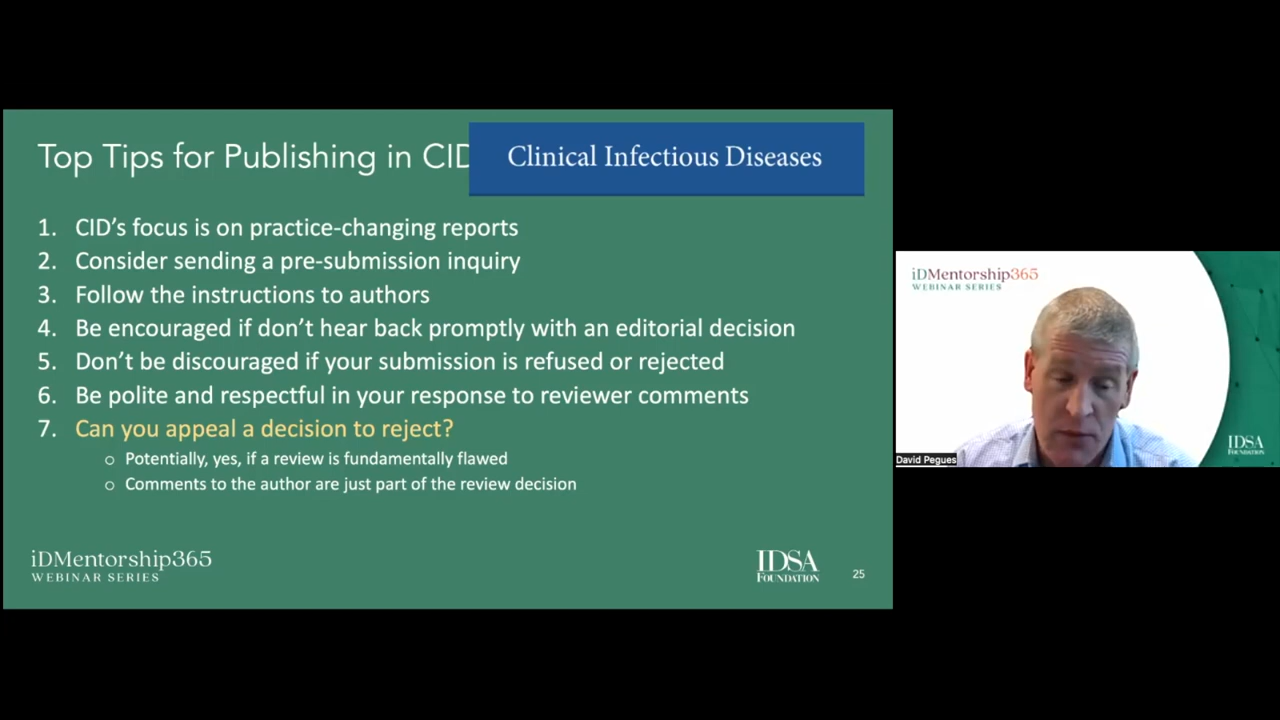 Top Tips for Publishing in CID
Clinical Infectious Diseases
1. CID's focus is on practice-changing reports
2. Consider sending a pre-submission inquiry
3. Follow the instructions to authors
4. Be encouraged if don't hear back promptly with an editorial decision
5. Don't be discouraged if your submission is refused or rejected
6. Be polite and respectful in your response to reviewer comments
7. Can you appeal a decision to reject?
o Potentially, yes, if a review is fundamentally flawed
o Comments to the author are just part of the review decision
iDMentorship365
WEBINAR SERIES
IDSA
FOUNDATION
25
iDMentorship365
WEBINAR SERIES
IDSA
FOUNDATION
David Pegues